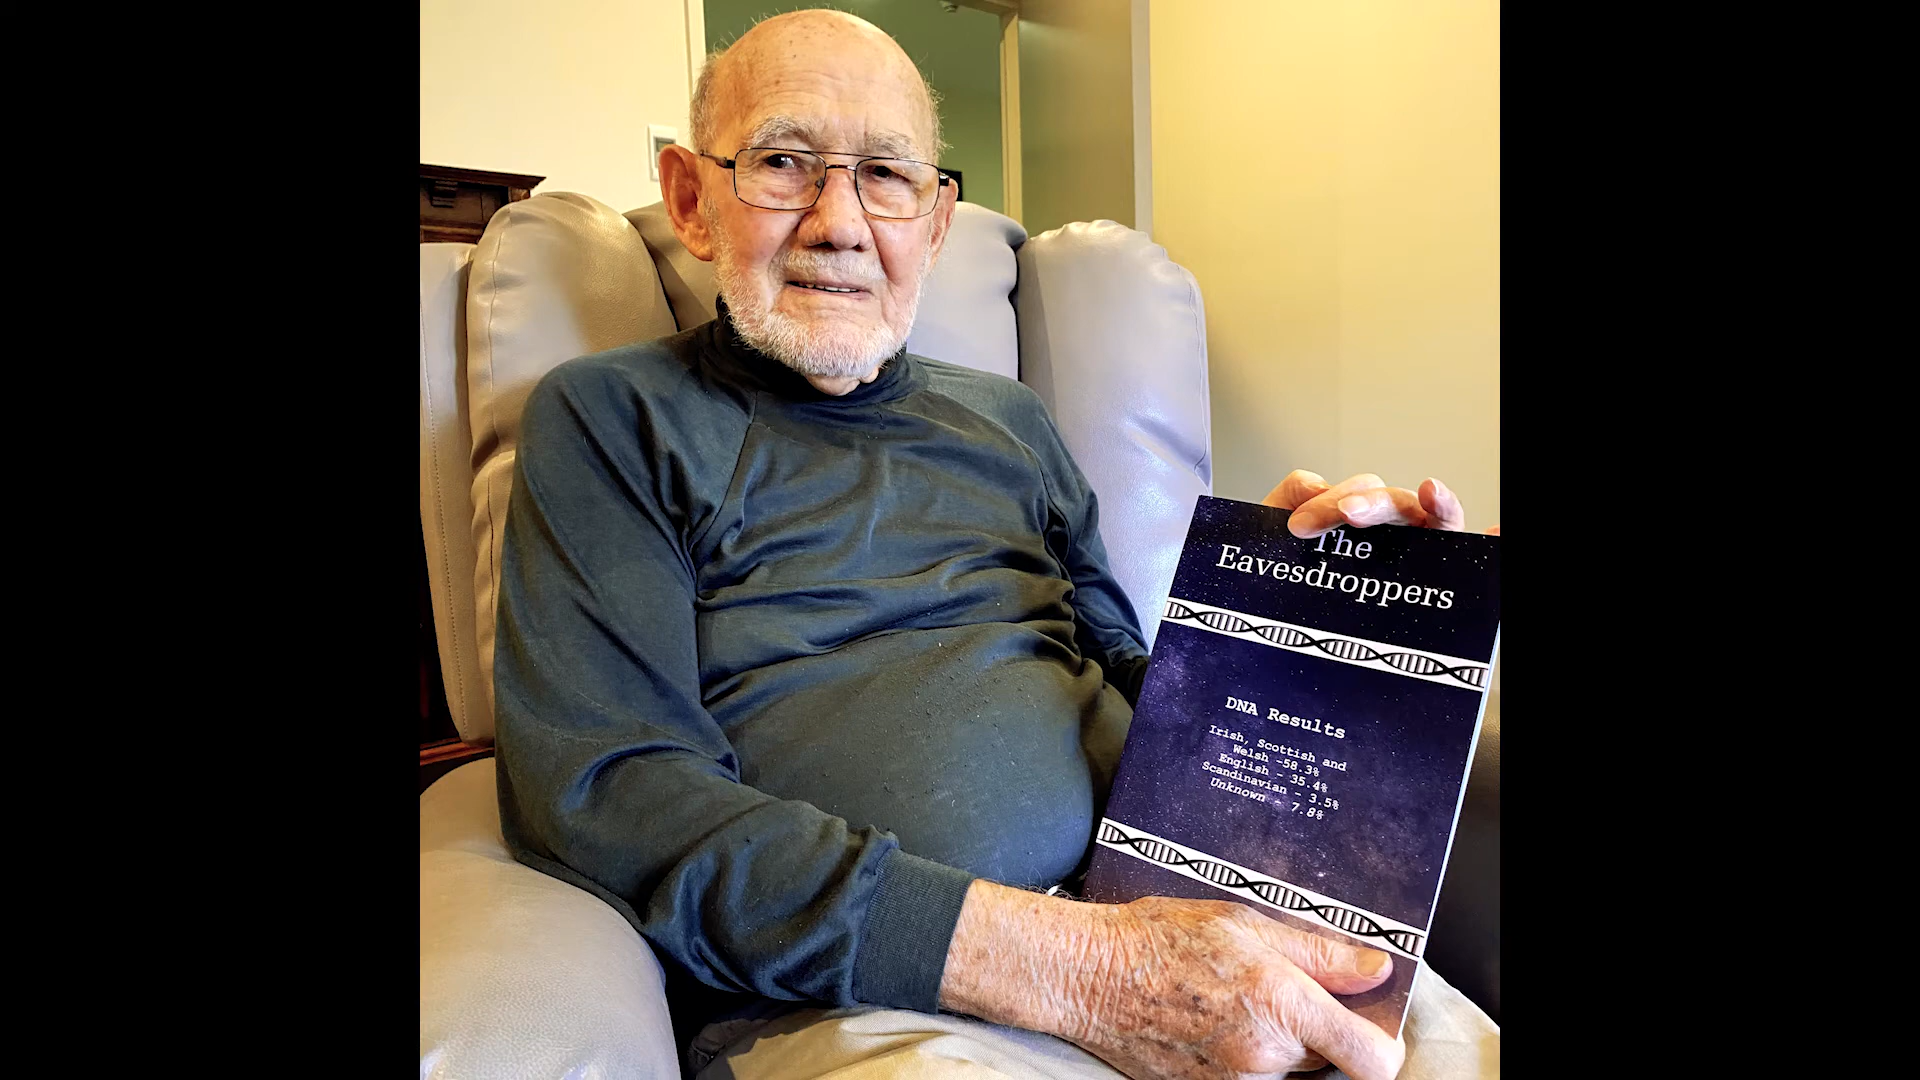 The
Eavesdroppers
DNA Results
Irish, Scottish and
Welsh -58.3%
English - 35.4%
Scandinavian - 3.5%
Unknown - 7.8%